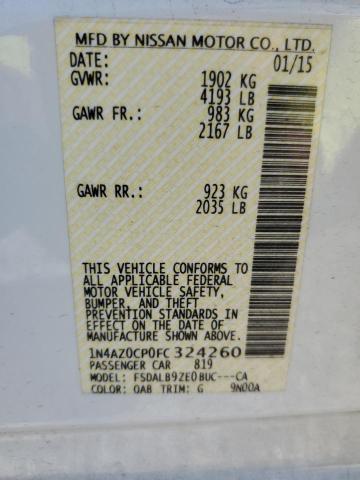 MFD BY NISSAN MOTOR CO., LTD.
DATE: 01/15
GVWR: 1902 KG
4193 LB
GAWR FR.: 983 KG
2167 LB
GAWR RR.: 923 KG
2035 LB
THIS VEHICLE CONFORMS TO
ALL APPLICABLE FEDERAL
MOTOR VEHICLE SAFETY,
BUMPER, AND THEFT
PREVENTION STANDARDS
IN EFFECT ON THE DATE OF
MANUFACTURE SHOWN ABOVE.
1N4AZ0CP0FC324260
PASSENGER CAR 819
MODEL: FSDALB9ZE0BUC---CA
COLOR: QAB TRIM: G 9N00A